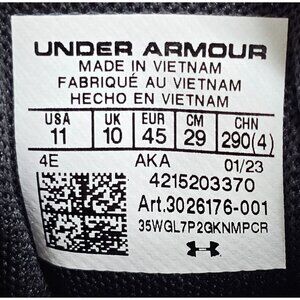 UNDER ARMOUR
MADE IN VIETNAM
FABRIQUÉ AU VIETNAM
HECHO EN VIETNAM
USA UK EUR CM CHN
11 10 45 29 290(4)
4E AKA 01/23
4215203370
Art.3026176-001
35WGL7P2GKNMPCR